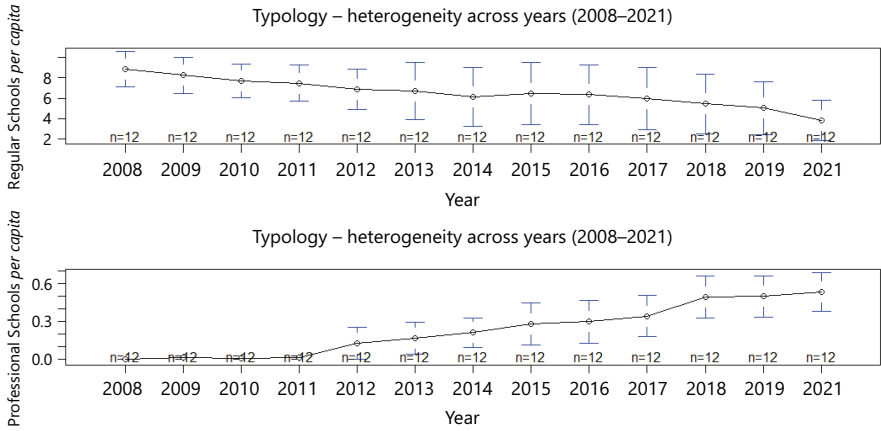 Typology – heterogeneity across years (2008–2021)
Regular Schools per capita
8
6
4
2
n=12 n=12 n=12 n=12 n=12 n=12 n=12 n=12 n=12 n=12 n=12 n=12 n=12
2008 2009 2010 2011 2012 2013 2014 2015 2016 2017 2018 2019 2021
Year
Typology – heterogeneity across years (2008–2021)
Professional Schools per capita
0.6
0.3
0.0
n=12 n=12 n=12 n=12 n=12 n=12 n=12 n=12 n=12 n=12 n=12 n=12 n=12
2008 2009 2010 2011 2012 2013 2014 2015 2016 2017 2018 2019 2021
Year